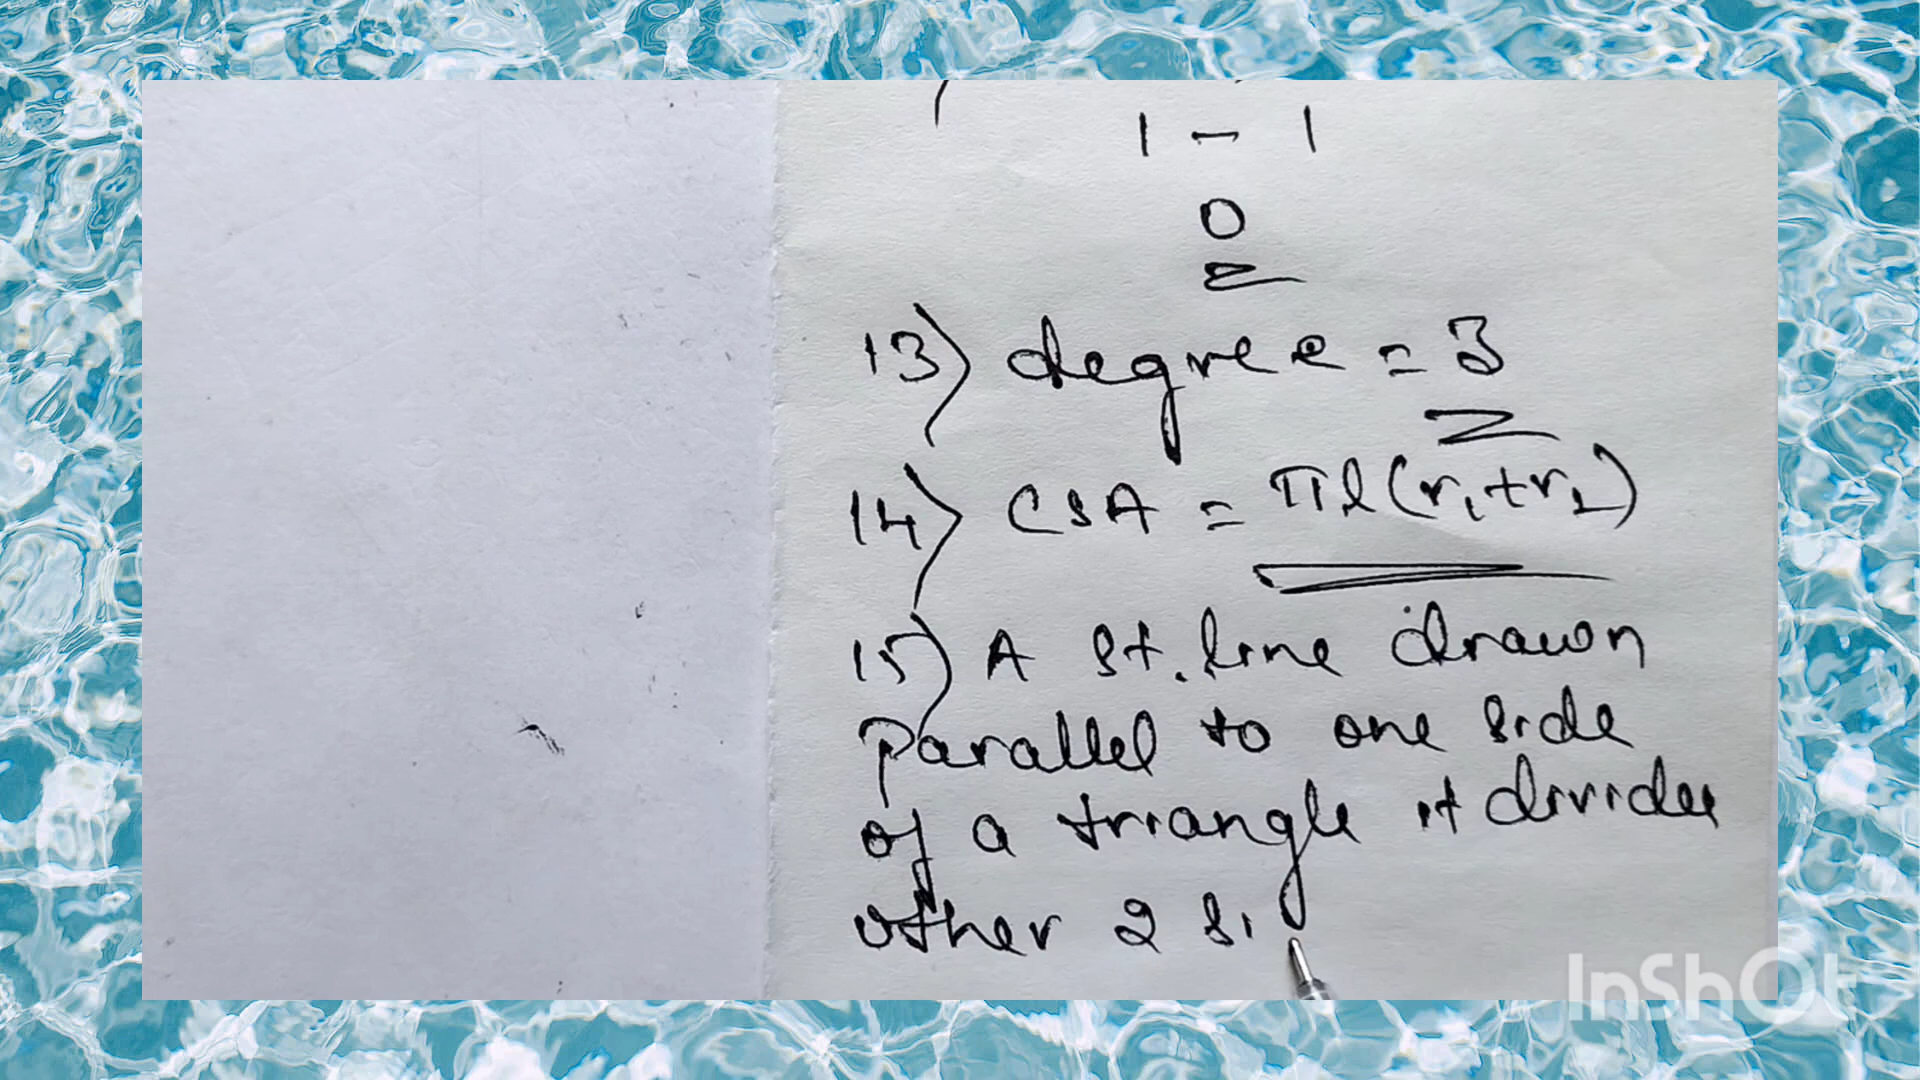 1 - 1
0
13) degree = 3
14) CSA = πl(r₁+r₂)
15) A st. line drawn
parallel to one side
of a triangle it divides
other 2 si
InShOt